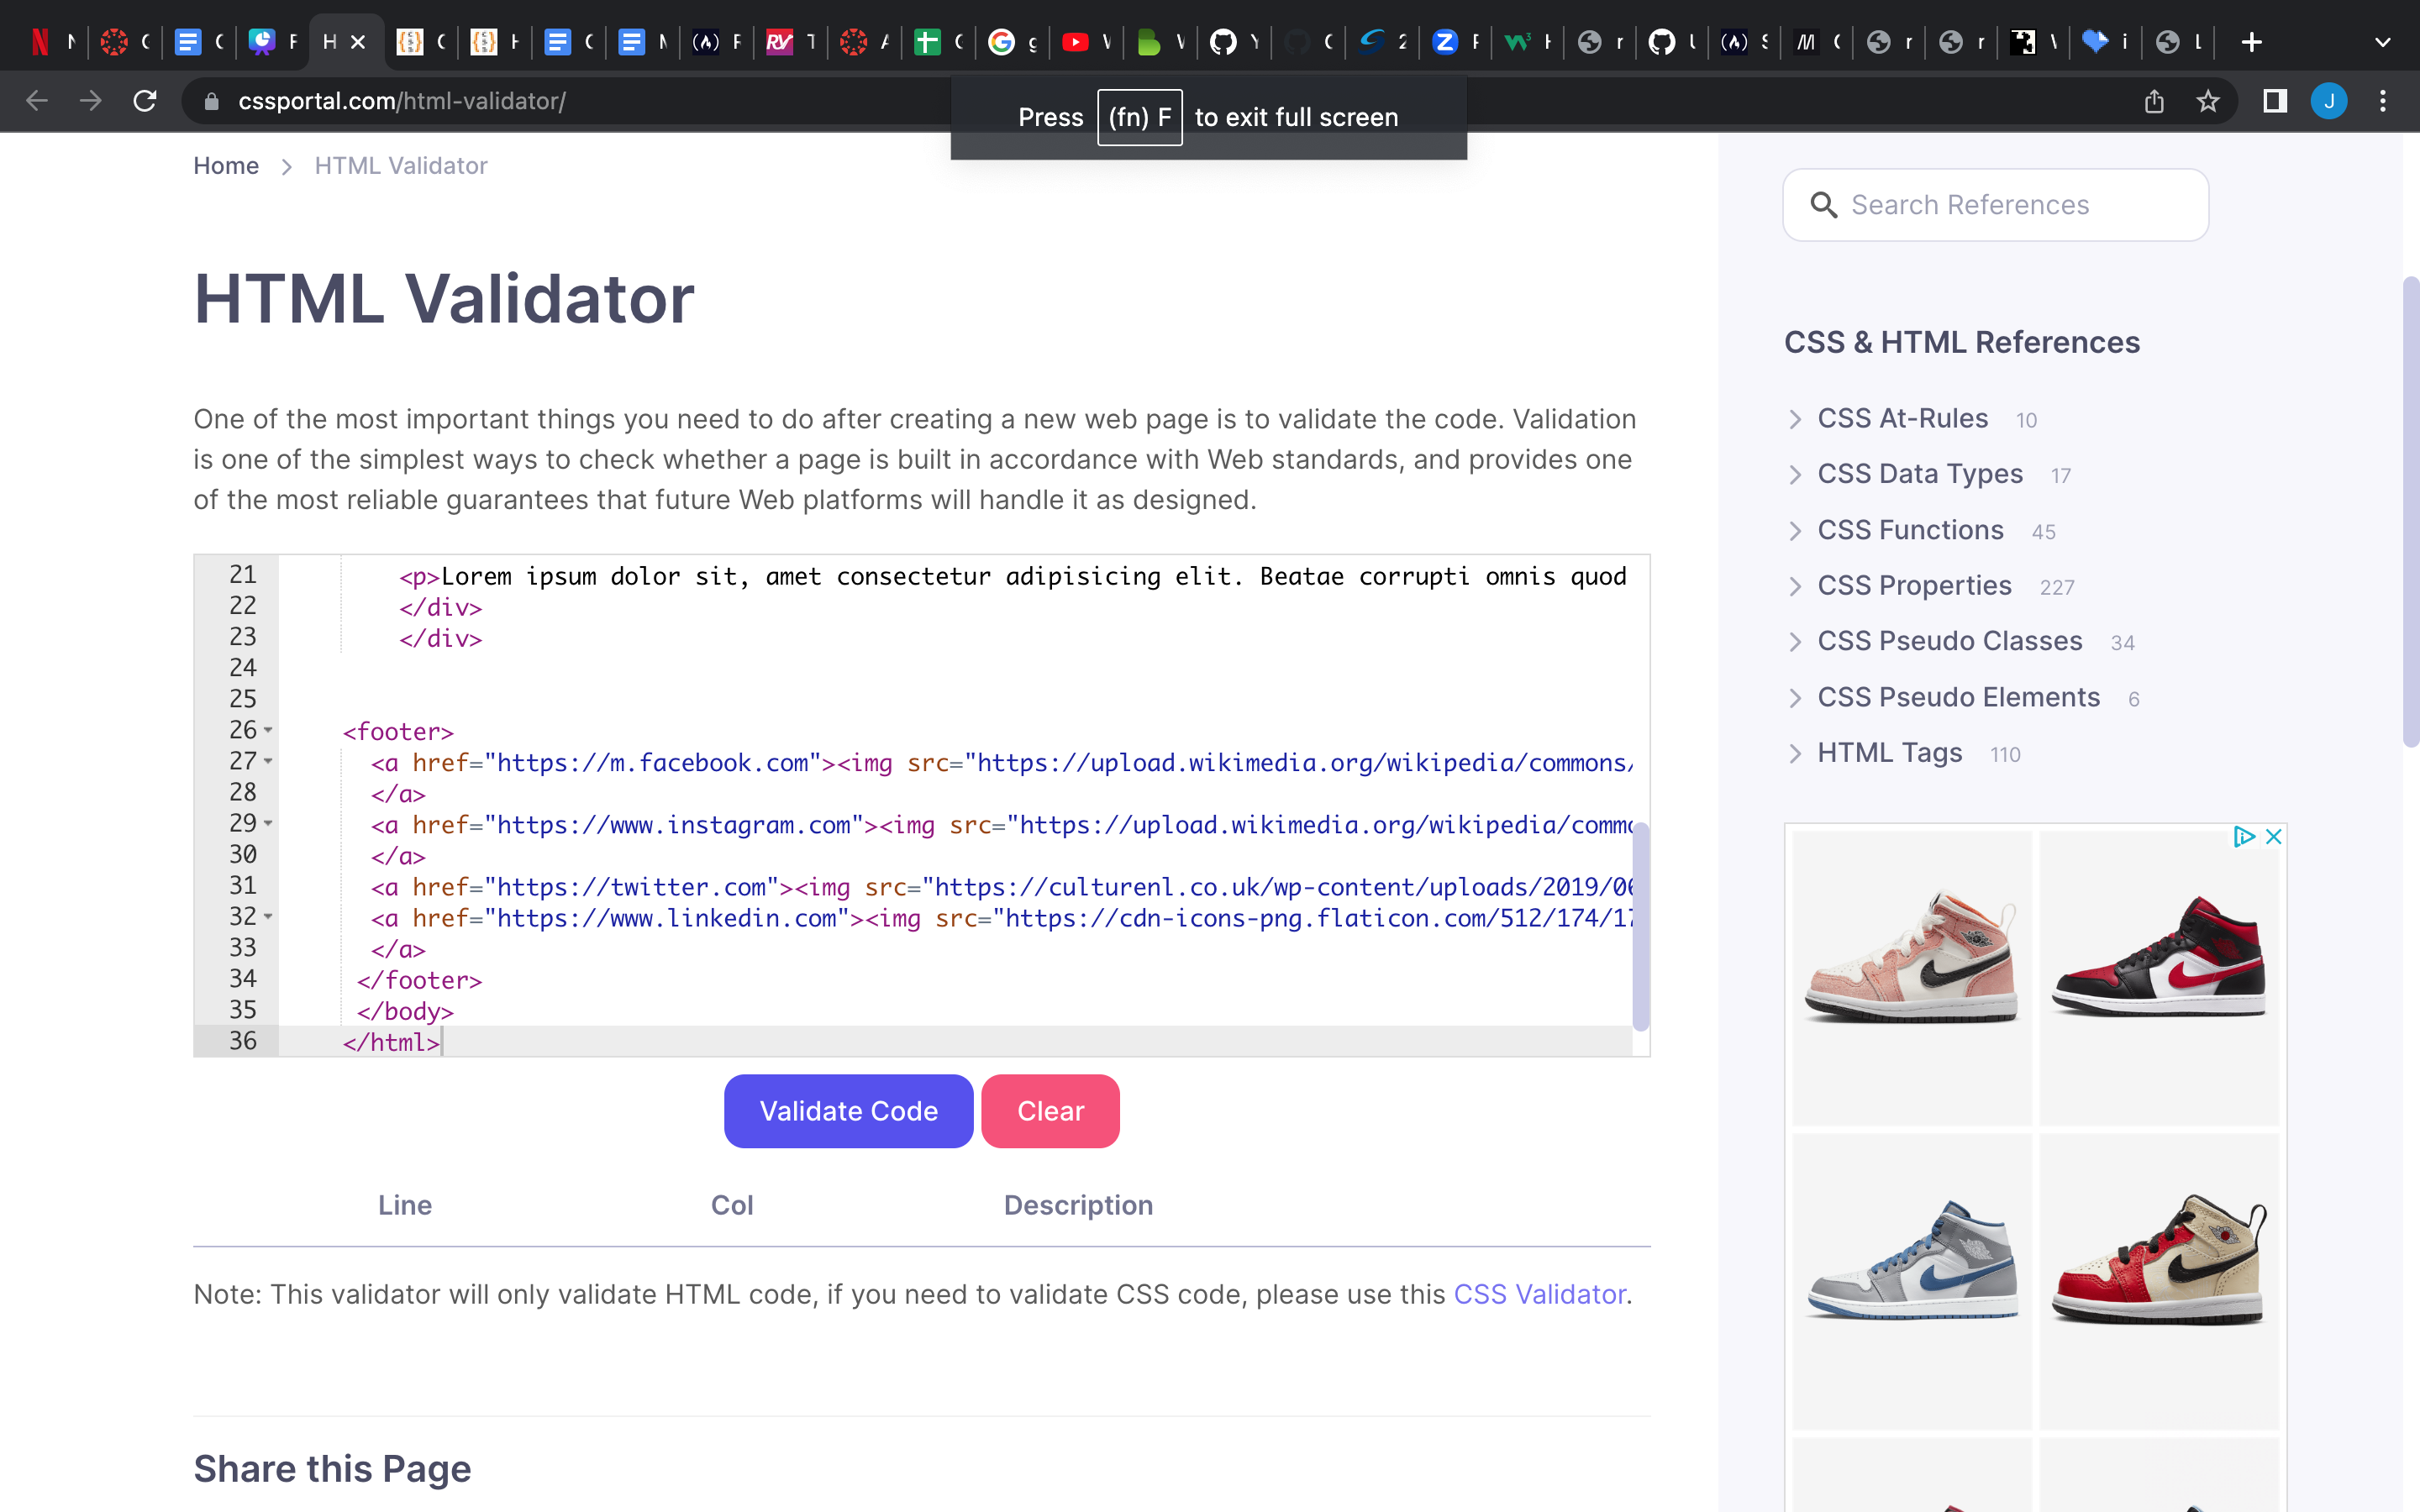 cssportal.com/html-validator/
J
Press (fn) F to exit full screen
Home > HTML Validator
Search References
HTML Validator
CSS & HTML References
One of the most important things you need to do after creating a new web page is to validate the code. Validation
is one of the simplest ways to check whether a page is built in accordance with Web standards, and provides one
of the most reliable guarantees that future Web platforms will handle it as designed.
CSS At-Rules 10
CSS Data Types 17
CSS Functions 45
CSS Properties 227
CSS Pseudo Classes 34
CSS Pseudo Elements 6
HTML Tags 110
21 <p>Lorem ipsum dolor sit, amet consectetur adipisicing elit. Beatae corrupti omnis quod
22 </div>
23 </div>
24
25
26 <footer>
27 <a href="https://m.facebook.com"><img src="https://upload.wikimedia.org/wikipedia/commons/
28 </a>
29 <a href="https://www.instagram.com"><img src="https://upload.wikimedia.org/wikipedia/commo
30 </a>
31 <a href="https://twitter.com"><img src="https://culturenl.co.uk/wp-content/uploads/2019/06
32 <a href="https://www.linkedin.com"><img src="https://cdn-icons-png.flaticon.com/512/174/17
33 </a>
34 </footer>
35 </body>
36 </html>
Validate Code Clear
Line Col Description
Note: This validator will only validate HTML code, if you need to validate CSS code, please use this CSS Validator.
Share this Page